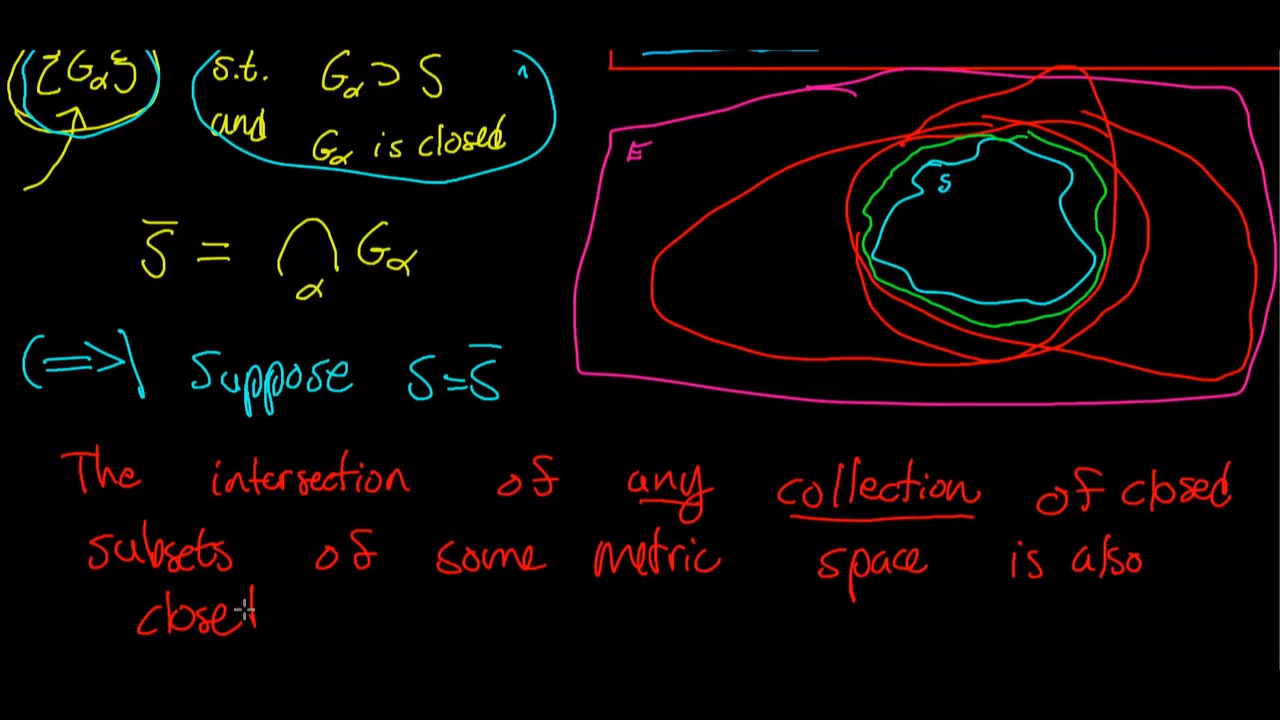 {Gα} s.t. Gα ⊃ S
and Gα is closed
S̅ = ∩ Gα
α
(=>) Suppose S = S̅
The intersection of any collection of closed
subsets of some metric space is also
closed
E
S